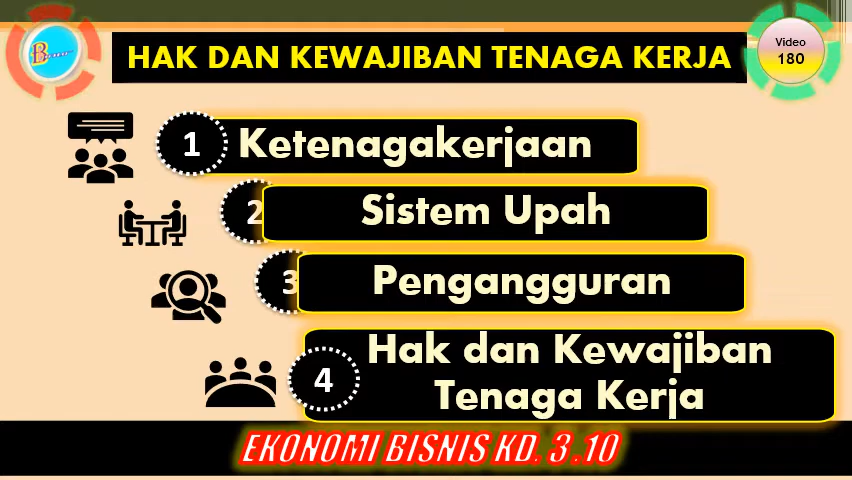 HAK DAN KEWAJIBAN TENAGA KERJA
Video
180
1 Ketenagakerjaan
2 Sistem Upah
3 Pengangguran
4 Hak dan Kewajiban
Tenaga Kerja
EKONOMI BISNIS KD. 3 .10